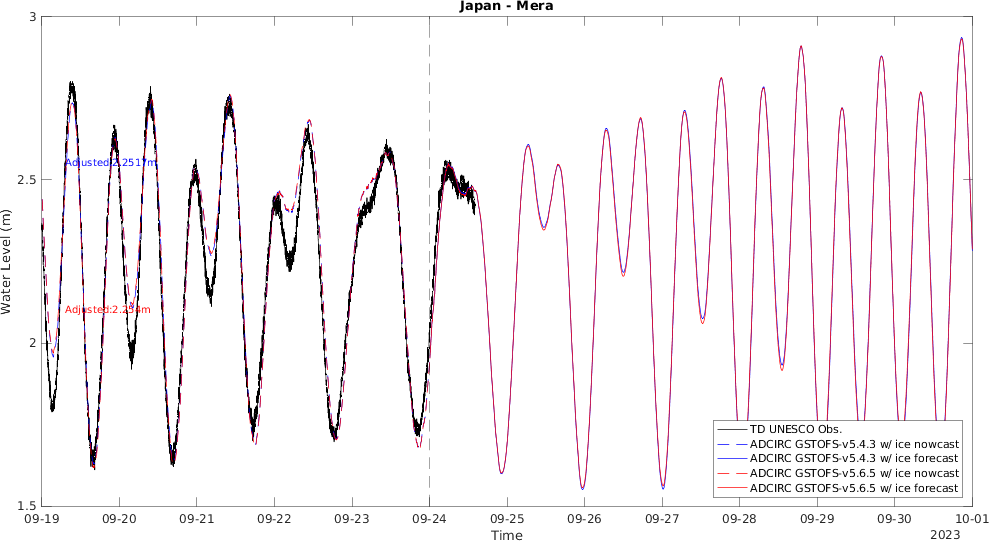 Japan - Mera
3
2.5
2
1.5
Water Level (m)
Adjusted:2.2517m
Adjusted:2.254m
TD UNESCO Obs.
ADCIRC GSTOFS-v5.4.3 w/ ice nowcast
ADCIRC GSTOFS-v5.4.3 w/ ice forecast
ADCIRC GSTOFS-v5.6.5 w/ ice nowcast
ADCIRC GSTOFS-v5.6.5 w/ ice forecast
09-19 09-20 09-21 09-22 09-23 09-24 09-25 09-26 09-27 09-28 09-29 09-30 10-01
Time
2023